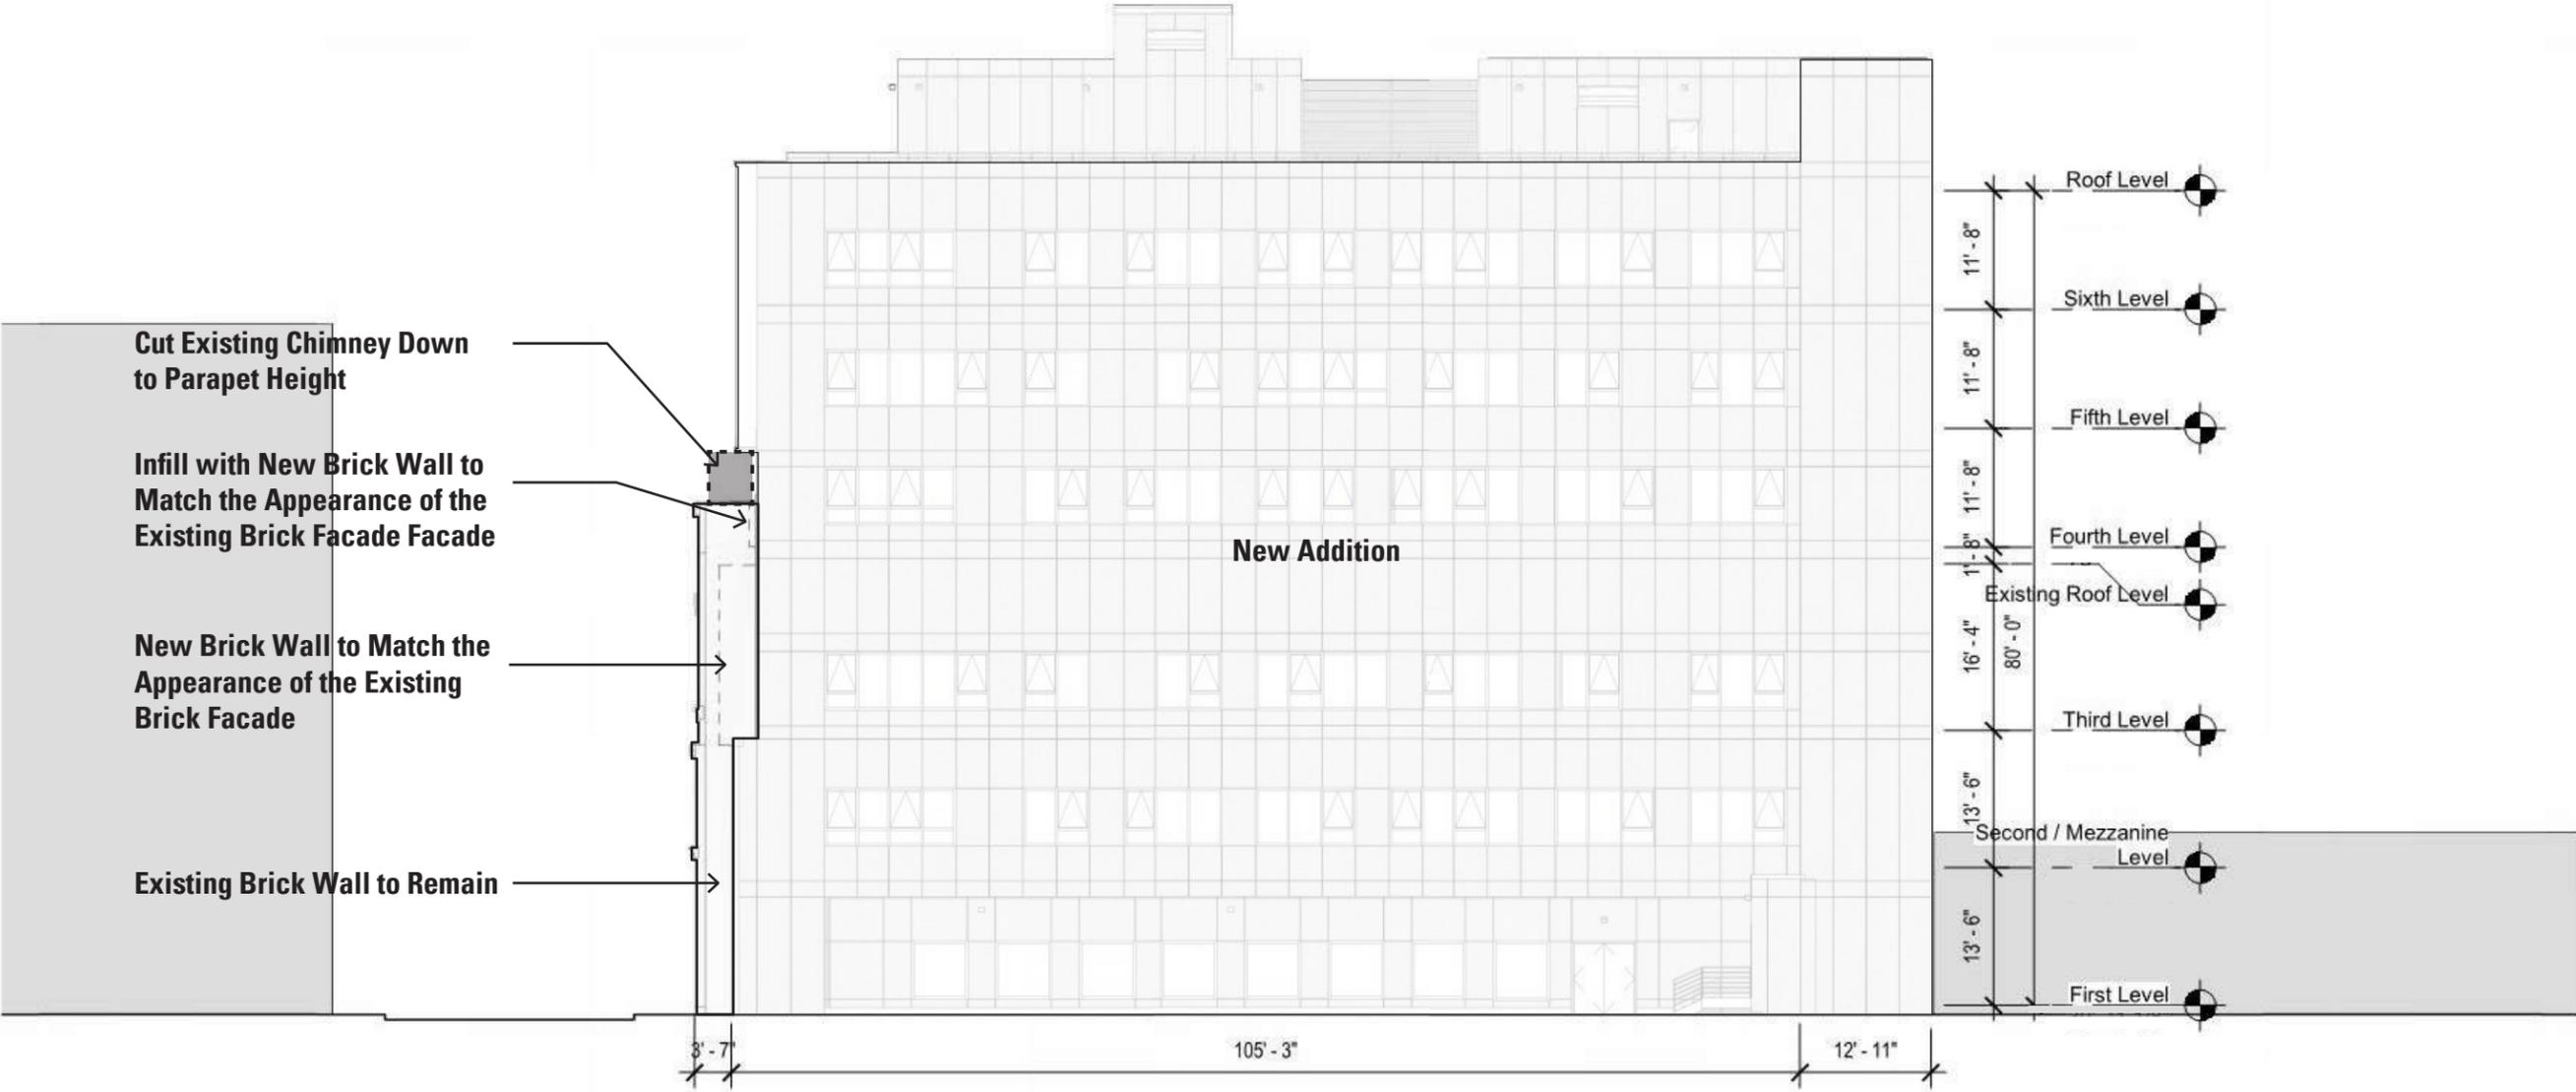 Cut Existing Chimney Down
to Parapet Height
Infill with New Brick Wall to
Match the Appearance of the
Existing Brick Facade Facade
New Brick Wall to Match the
Appearance of the Existing
Brick Facade
Existing Brick Wall to Remain
New Addition
Roof Level
11' - 8"
Sixth Level
11' - 8"
Fifth Level
11' - 8"
Fourth Level
1' - 8"
Existing Roof Level
16' - 4"
80' - 0"
Third Level
13' - 6"
Second / Mezzanine
Level
13' - 6"
First Level
3' - 7"
105' - 3"
12' - 11"